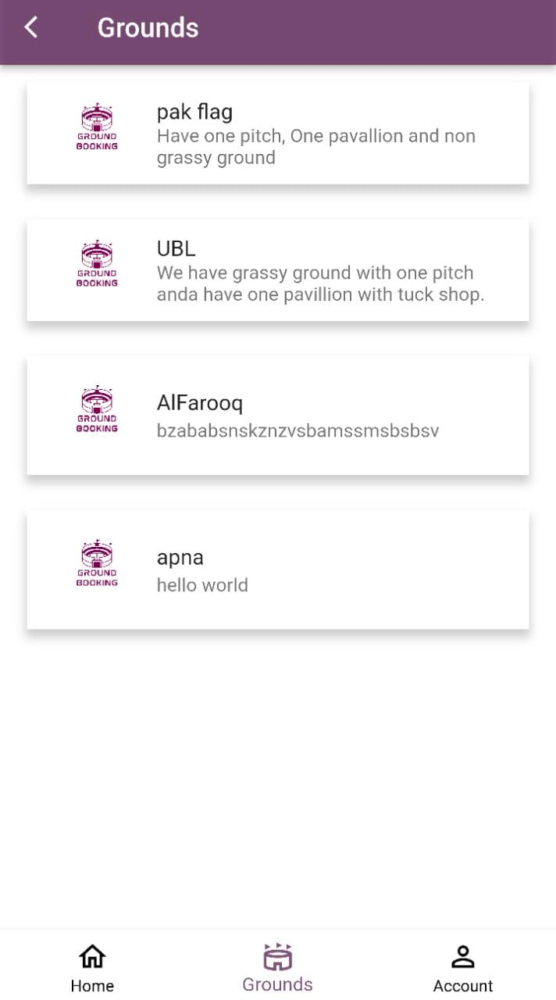 Grounds
GROUND
BOOKING
pak flag
Have one pitch, One pavallion and non
grassy ground
GROUND
BOOKING
UBL
We have grassy ground with one pitch
anda have one pavillion with tuck shop.
GROUND
BOOKING
AlFarooq
bzababsnskznzvsbamssmsbsbsv
GROUND
BOOKING
apna
hello world
Home
Grounds
Account